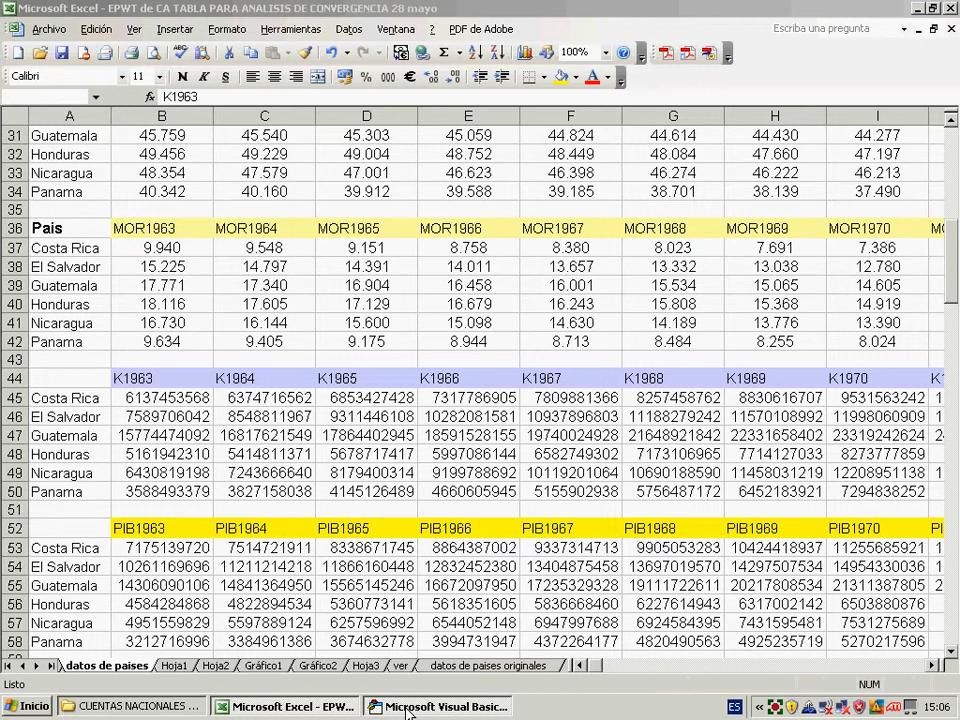 Microsoft Excel - EPWT de CA TABLA PARA ANALISIS DE CONVERGENCIA 28 mayo
Archivo Edición Ver Insertar Formato Herramientas Datos Ventana ? PDF de Adobe Escriba una pregunta
100%
Calibri 11 N K S 000 €
K1963
A B C D E F G H I
31 Guatemala 45.759 45.540 45.303 45.059 44.824 44.614 44.430 44.277
32 Honduras 49.456 49.229 49.004 48.752 48.449 48.084 47.660 47.197
33 Nicaragua 48.354 47.579 47.001 46.623 46.398 46.274 46.222 46.213
34 Panama 40.342 40.160 39.912 39.588 39.185 38.701 38.139 37.490
35
36 Pais MOR1963 MOR1964 MOR1965 MOR1966 MOR1967 MOR1968 MOR1969 MOR1970 MO
37 Costa Rica 9.940 9.548 9.151 8.758 8.380 8.023 7.691 7.386
38 El Salvador 15.225 14.797 14.391 14.011 13.657 13.332 13.038 12.780
39 Guatemala 17.771 17.340 16.904 16.458 16.001 15.534 15.065 14.605
40 Honduras 18.116 17.605 17.129 16.679 16.243 15.808 15.368 14.919
41 Nicaragua 16.730 16.144 15.600 15.098 14.630 14.189 13.776 13.390
42 Panama 9.634 9.405 9.175 8.944 8.713 8.484 8.255 8.024
43
44 K1963 K1964 K1965 K1966 K1967 K1968 K1969 K1970 K1
45 Costa Rica 6137453568 6374716562 6853427428 7317786905 7809881366 8257458762 8830616707 9531563242 1
46 El Salvador 7589706042 8548811967 9311446108 10282081581 10937896803 11188279242 11570108992 11998060909 1
47 Guatemala 15774474092 16817621549 17864402945 18591528155 19740024928 21648921842 22331658402 23319242624 2
48 Honduras 5161942310 5414811371 5678717417 5997086144 6582749302 7173106965 7714127033 8273777859
49 Nicaragua 6430819198 7243666640 8179400314 9199788692 10119201064 10690188590 11458031219 12208951138 1
50 Panama 3588493379 3827158038 4145126489 4660605945 5155902938 5756487172 6452183921 7294838252
51
52 PIB1963 PIB1964 PIB1965 PIB1966 PIB1967 PIB1968 PIB1969 PIB1970 PI
53 Costa Rica 7175139720 7514721911 8338671745 8864387002 9337314713 9905053283 10424418937 11255685921 1
54 El Salvador 10261169696 11211214218 11866160448 12832452380 13404875458 13697019570 14297507534 14954330036 1
55 Guatemala 14306090106 14841364950 15565145246 16672097950 17235329328 19111722611 20217808534 21311387805 2
56 Honduras 4584284868 4822894534 5360773141 5618351605 5836668460 6227614943 6317002142 6503880876
57 Nicaragua 4951559829 5597889124 6257596992 6544052148 6947997688 6924584395 7431595481 7531275689
58 Panama 3212716996 3384961386 3674632778 3994731947 4372264177 4820490563 4925235719 5270217596
datos de paises Hoja1 Hoja2 Gráfico1 Gráfico2 Hoja3 ver datos de paises originales
Listo NUM
Inicio CUENTAS NACIONALES ... Microsoft Excel - EPW... Microsoft Visual Basic... ES 15:06